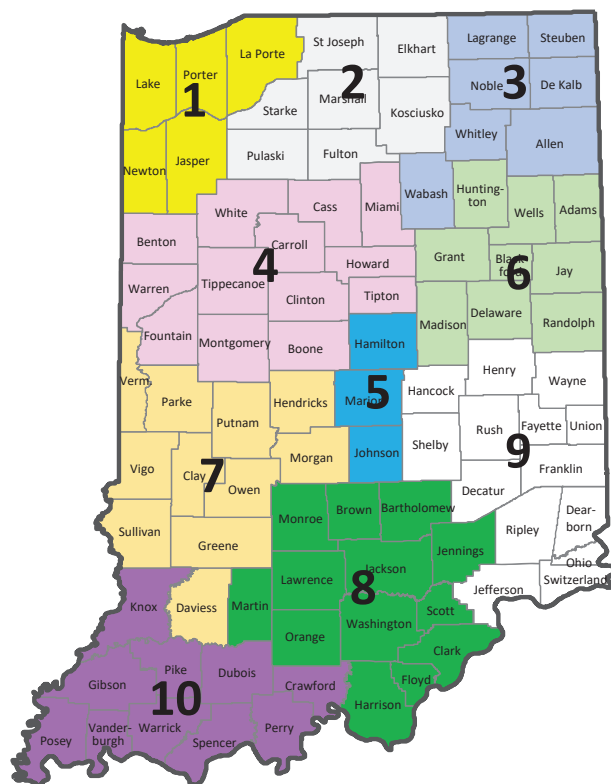 Lagrange
Steuben
St Joseph
Elkhart
La Porte
Porter
Lake
1
2
Noble
3
De Kalb
Marshall
Starke
Kosciusko
Whitley
Allen
Pulaski
Fulton
Newton
Jasper
Wabash
Hunting-
ton
Wells
Adams
White
Cass
Miami
Benton
Carroll
4
Howard
Grant
Black
ford
6
Jay
Warren
Tippecanoe
Clinton
Tipton
Madison
Delaware
Randolph
Fountain
Montgomery
Boone
Hamilton
Henry
Wayne
Verm.
Parke
Putnam
Hendricks
Marion
5
Hancock
Rush
Fayette
Union
9
Shelby
Morgan
Johnson
Franklin
Vigo
Clay
7
Owen
Decatur
Monroe
Brown
Bartholomew
Dear-
born
Ripley
Sullivan
Greene
Jennings
Jackson
Ohio
Switzerland
Lawrence
8
Jefferson
Knox
Daviess
Martin
Scott
Washington
Orange
Clark
Pike
Dubois
Floyd
Gibson
10
Crawford
Harrison
Vander-
burgh
Warrick
Perry
Posey
Spencer